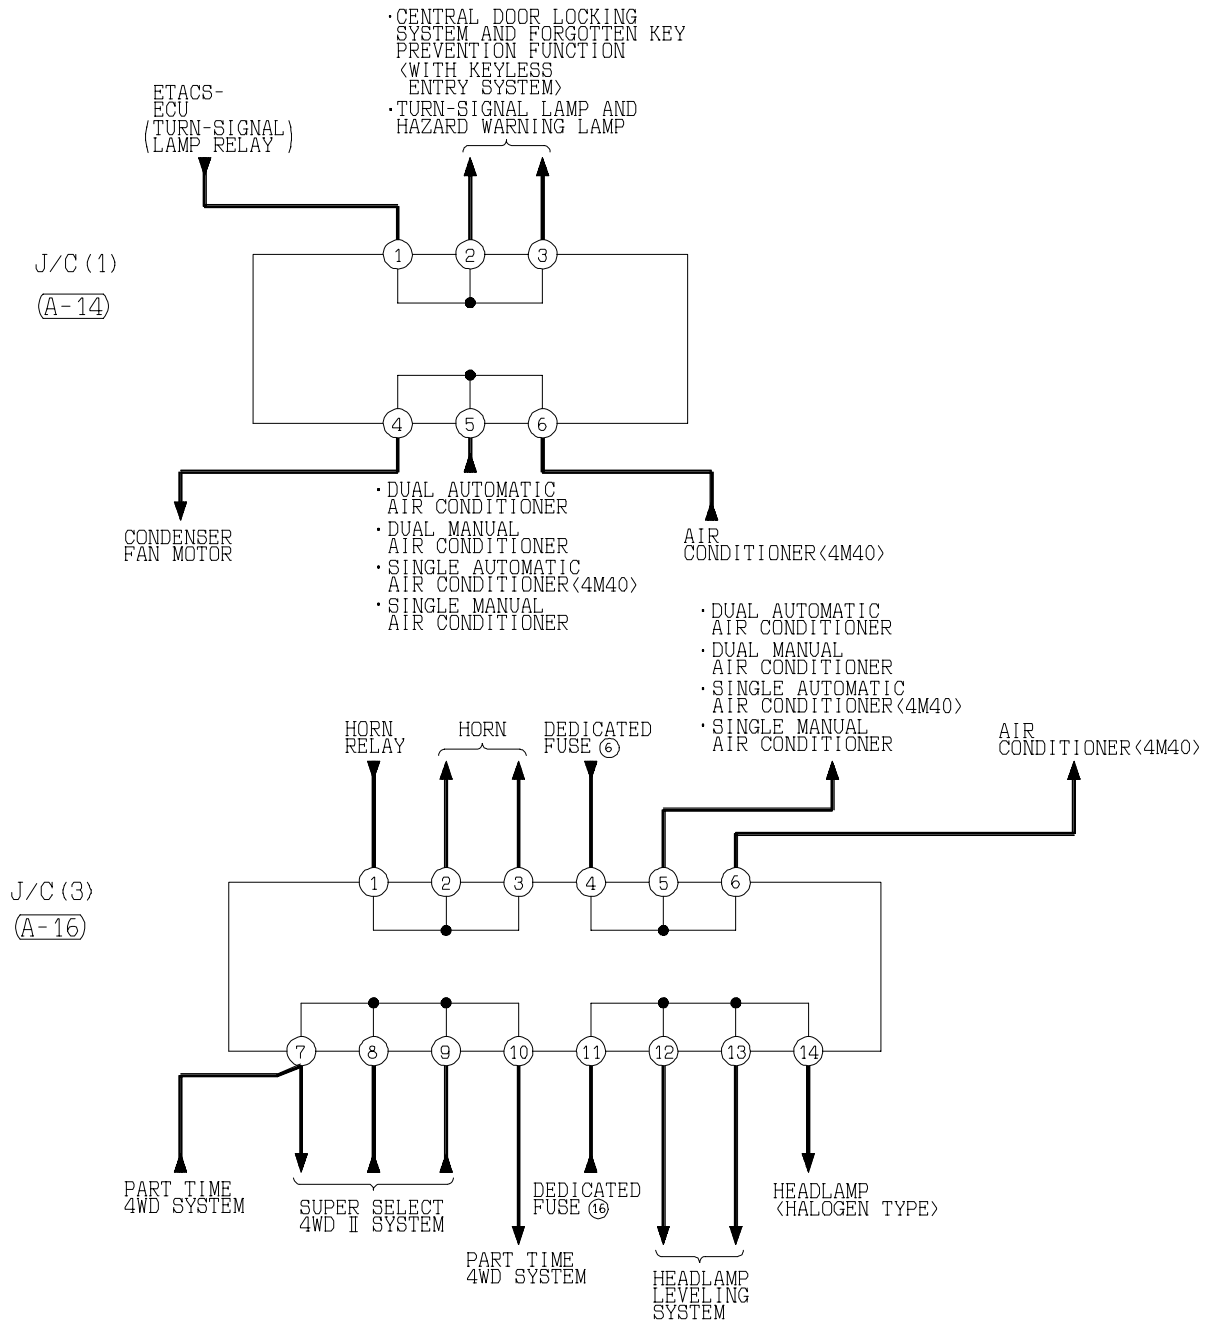 ·CENTRAL DOOR LOCKING
SYSTEM AND FORGOTTEN KEY
PREVENTION FUNCTION
<WITH KEYLESS
ENTRY SYSTEM>
·TURN-SIGNAL LAMP AND
HAZARD WARNING LAMP
ETACS-
ECU
(TURN-SIGNAL
LAMP RELAY)
J/C(1)
A-14
1
2
3
4
5
6
CONDENSER
FAN MOTOR
·DUAL AUTOMATIC
AIR CONDITIONER
·DUAL MANUAL
AIR CONDITIONER
·SINGLE AUTOMATIC
AIR CONDITIONER<4M40>
·SINGLE MANUAL
AIR CONDITIONER
AIR
CONDITIONER<4M40>
HORN
RELAY
HORN
DEDICATED
FUSE ⑥
·DUAL AUTOMATIC
AIR CONDITIONER
·DUAL MANUAL
AIR CONDITIONER
·SINGLE AUTOMATIC
AIR CONDITIONER<4M40>
·SINGLE MANUAL
AIR CONDITIONER
AIR
CONDITIONER<4M40>
J/C(3)
A-16
1
2
3
4
5
6
7
8
9
10
11
12
13
14
PART TIME
4WD SYSTEM
SUPER SELECT
4WD Ⅱ SYSTEM
PART TIME
4WD SYSTEM
DEDICATED
FUSE ⑯
HEADLAMP
LEVELING
SYSTEM
HEADLAMP
<HALOGEN TYPE>